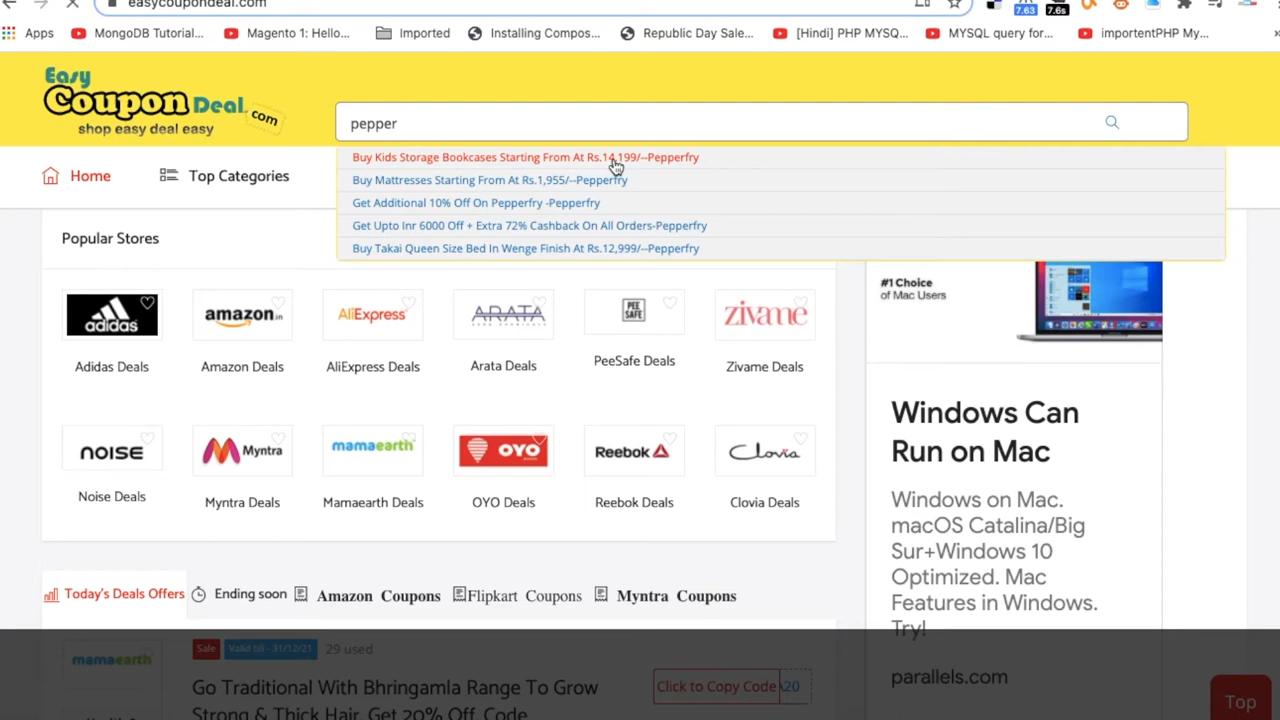 easycoupondeal.com
7.63
7.6s
Apps
MongoDB Tutorial...
Magento 1: Hello...
Imported
Installing Compos...
Republic Day Sale...
[Hindi] PHP MYSQ...
MYSQL query for...
importentPHP My...
Easy
Coupon Deal
.com
shop easy deal easy
pepper
Home
Top Categories
Buy Kids Storage Bookcases Starting From At Rs.14,199/--Pepperfry
Buy Mattresses Starting From At Rs.1,955/--Pepperfry
Get Additional 10% Off On Pepperfry -Pepperfry
Get Upto Inr 6000 Off + Extra 72% Cashback On All Orders-Pepperfry
Buy Takai Queen Size Bed In Wenge Finish At Rs.12,999/--Pepperfry
Popular Stores
adidas
amazon.in
AliExpress
ARATA
PEE SAFE
zivame
Adidas Deals
Amazon Deals
AliExpress Deals
Arata Deals
PeeSafe Deals
Zivame Deals
NOISE
Myntra
mamaearth
OYO
Reebok
Clovia
Noise Deals
Myntra Deals
Mamaearth Deals
OYO Deals
Reebok Deals
Clovia Deals
#1 Choice
of Mac Users
Windows Can
Run on Mac
Windows on Mac.
macOS Catalina/Big
Sur+Windows 10
Optimized. Mac
Features in Windows.
Try!
parallels.com
Today's Deals Offers
Ending soon
Amazon Coupons
Flipkart Coupons
Myntra Coupons
mamaearth
Sale
Valid till - 31/12/21
29 used
Go Traditional With Bhringamla Range To Grow
Strong & Thick Hair. Get 20% Off. Code
Click to Copy Code
20
Top